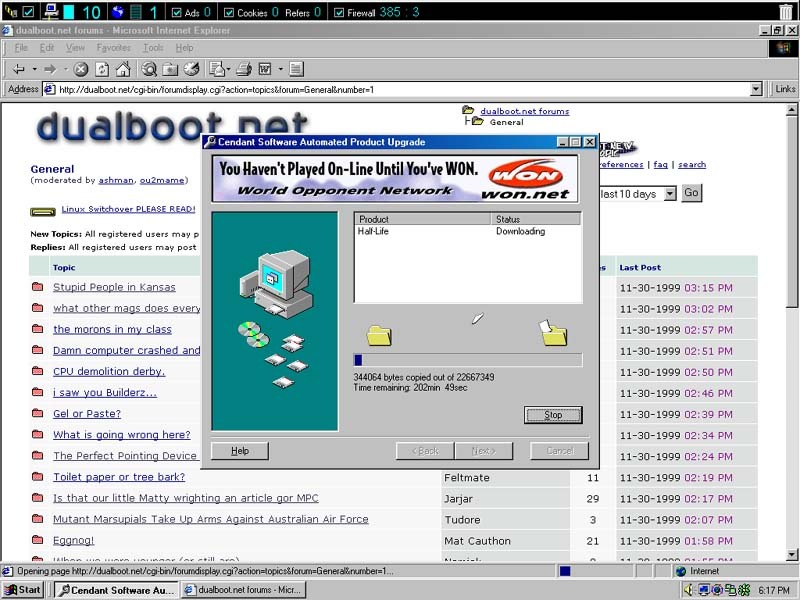 10 1 Ads 0 Cookies 0 Refers 0 Firewall 385 : 3
dualboot.net forums - Microsoft Internet Explorer
File Edit View Favorites Tools Help
Address http://dualboot.net/cgi-bin/forumdisplay.cgi?action=topics&forum=General&number=1 Links
dualboot.net
dualboot.net forums
General
Cendant Software Automated Product Upgrade
You Haven't Played On-Line Until You've WON.
World Opponent Network
WON
won.net
General
(moderated by ashman, ou2mame)
references | faq | search
last 10 days Go
Linux Switchover PLEASE READ!
New Topics: All registered users may p
Replies: All registered users may post
Product Status
Half-Life Downloading
344064 bytes copied out of 22667349
Time remaining: 202min 49sec
Stop
Help < Back Next > Cancel
Topic Last Post
Stupid People in Kansas 11-30-1999 03:15 PM
what other mags does every 11-30-1999 03:02 PM
the morons in my class 11-30-1999 02:57 PM
Damn computer crashed and 11-30-1999 02:51 PM
CPU demolition derby. 11-30-1999 02:50 PM
i saw you Builderz... 11-30-1999 02:46 PM
Gel or Paste? 11-30-1999 02:39 PM
What is going wrong here? 11-30-1999 02:34 PM
The Perfect Pointing Device 11-30-1999 02:24 PM
Toilet paper or tree bark? Feltmate 11 11-30-1999 02:19 PM
Is that our little Matty wrighting an article gor MPC Jarjar 29 11-30-1999 02:17 PM
Mutant Marsupials Take Up Arms Against Australian Air Force Tudore 3 11-30-1999 02:07 PM
Eggnog! Mat Cauthon 21 11-30-1999 01:58 PM
Opening page http://dualboot.net/cgi-bin/forumdisplay.cgi?action=topics&forum=General&number=1... Internet
Start Cendant Software Au... dualboot.net forums - Micr... 6:17 PM